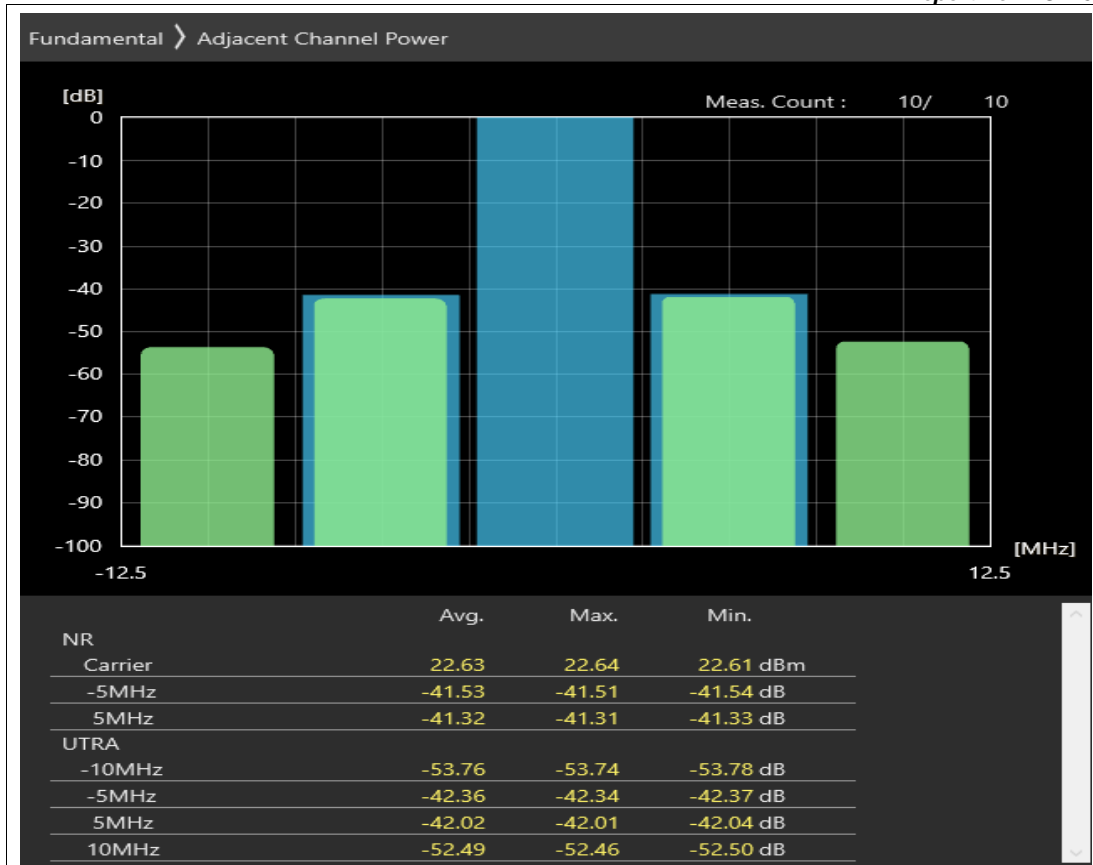 Fundamental 》 Adjacent Channel Power
[dB]
Meas. Count : 10/ 10
0
-10
-20
-30
-40
-50
-60
-70
-80
-90
-100
[MHz]
-12.5 12.5
Avg. Max. Min.
NR
Carrier 22.63 22.64 22.61 dBm
-5MHz -41.53 -41.51 -41.54 dB
5MHz -41.32 -41.31 -41.33 dB
UTRA
-10MHz -53.76 -53.74 -53.78 dB
-5MHz -42.36 -42.34 -42.37 dB
5MHz -42.02 -42.01 -42.04 dB
10MHz -52.49 -52.46 -52.50 dB